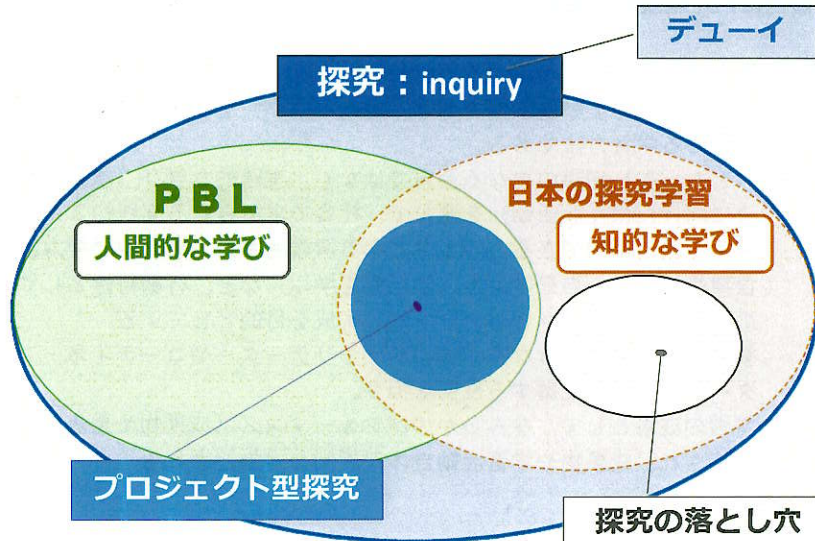 デューイ
探究：inquiry
PBL
人間的な学び
日本の探究学習
知的な学び
プロジェクト型探究
探究の落とし穴